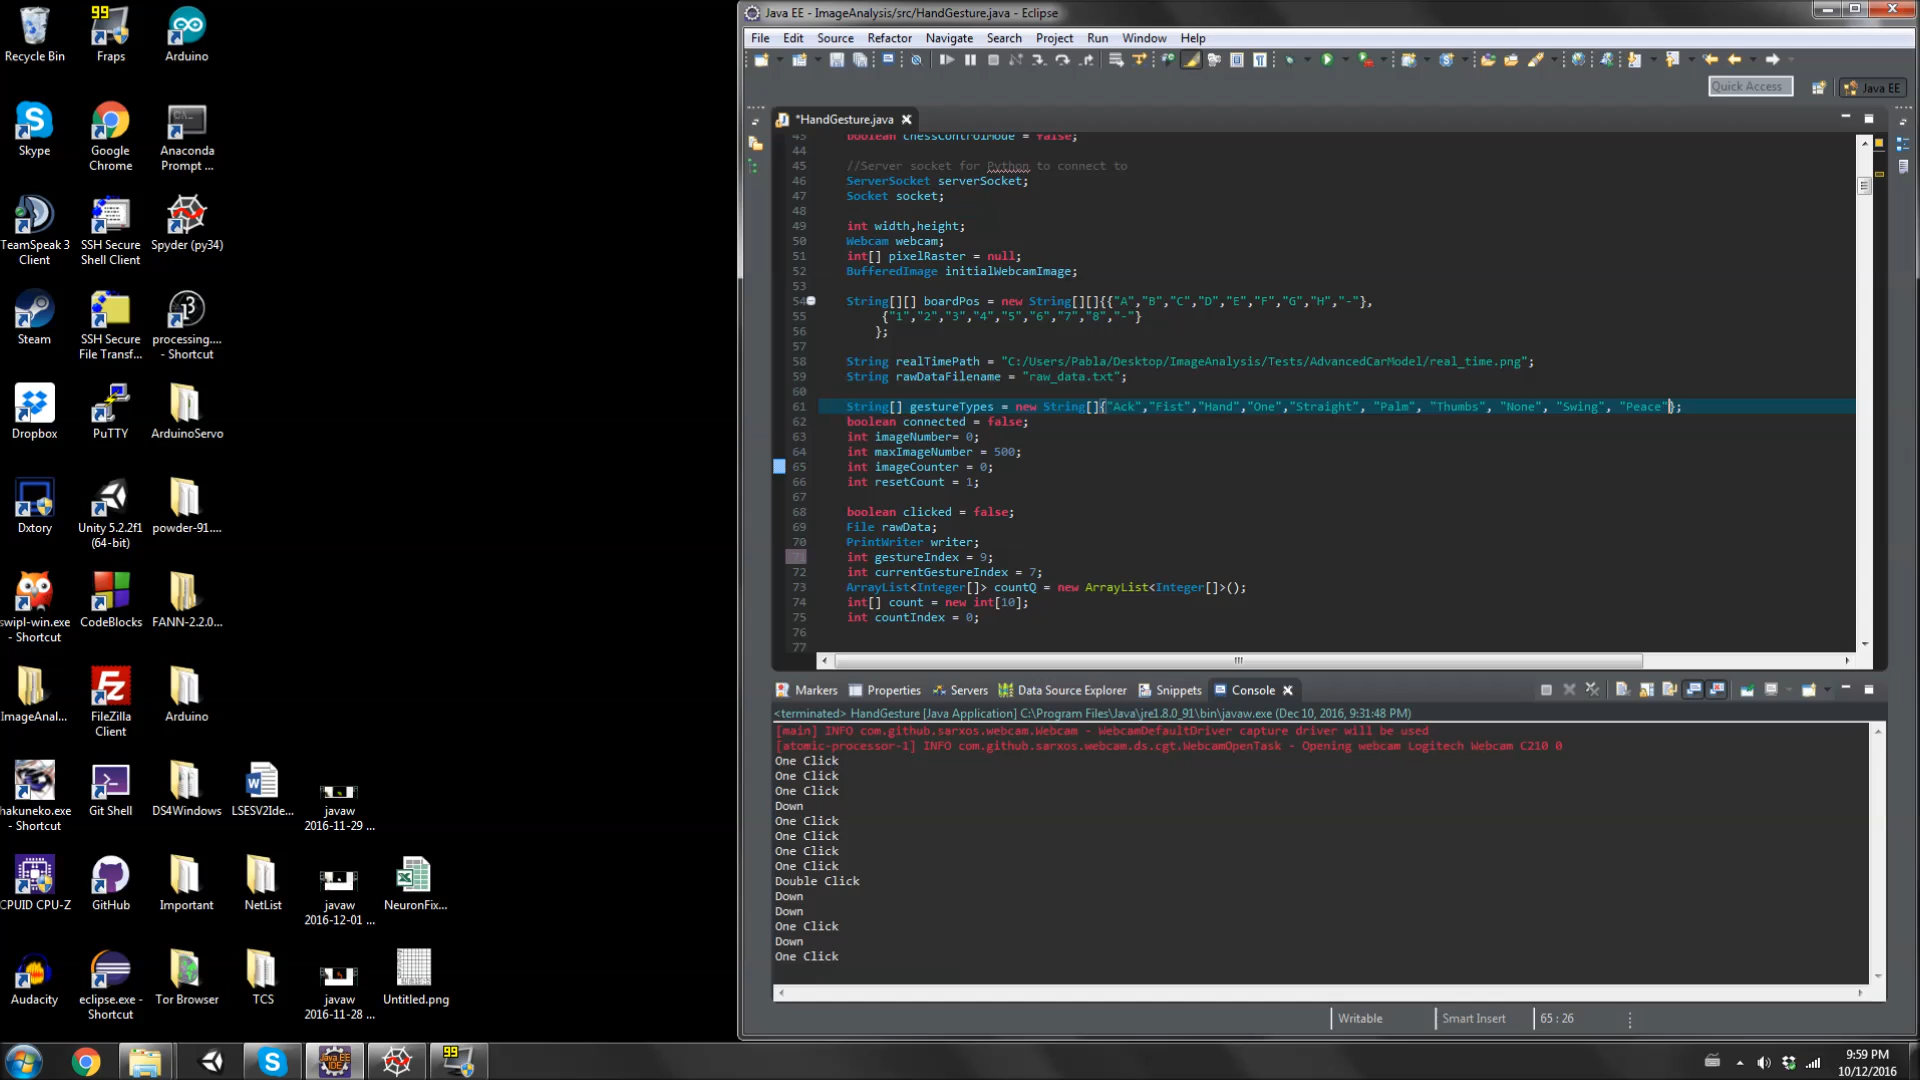 Java EE - ImageAnalysis/src/HandGesture.java - Eclipse
File Edit Source Refactor Navigate Search Project Run Window Help
Quick Access
Java EE
*HandGesture.java
43 boolean chessControlMode = false;
44
45 //Server socket for Python to connect to
46 ServerSocket serverSocket;
47 Socket socket;
48
49 int width,height;
50 Webcam webcam;
51 int[] pixelRaster = null;
52 BufferedImage initialWebcamImage;
53
54 String[][] boardPos = new String[][]{{"A","B","C","D","E","F","G","H","-"},
55 {"1","2","3","4","5","6","7","8","-"}
56 };
57
58 String realTimePath = "C:/Users/Pabla/Desktop/ImageAnalysis/Tests/AdvancedCarModel/real_time.png";
59 String rawDataFilename = "raw_data.txt";
60
61 String[] gestureTypes = new String[]{"Ack","Fist","Hand","One","Straight", "Palm", "Thumbs", "None", "Swing", "Peace"};
62 boolean connected = false;
63 int imageNumber= 0;
64 int maxImageNumber = 500;
65 int imageCounter = 0;
66 int resetCount = 1;
67
68 boolean clicked = false;
69 File rawData;
70 PrintWriter writer;
71 int gestureIndex = 9;
72 int currentGestureIndex = 7;
73 ArrayList<Integer[]> countQ = new ArrayList<Integer[]>();
74 int[] count = new int[10];
75 int countIndex = 0;
76
77
Markers Properties Servers Data Source Explorer Snippets Console
<terminated> HandGesture [Java Application] C:\Program Files\Java\jre1.8.0_91\bin\javaw.exe (Dec 10, 2016, 9:31:48 PM)
[main] INFO com.github.sarxos.webcam.Webcam - WebcamDefaultDriver capture driver will be used
[atomic-processor-1] INFO com.github.sarxos.webcam.ds.cgt.WebcamOpenTask - Opening webcam Logitech Webcam C210 0
One Click
One Click
One Click
Down
One Click
One Click
One Click
One Click
Double Click
Down
Down
One Click
Down
One Click
Writable Smart Insert 65 : 26
99
Recycle Bin Fraps Arduino
Skype Google Chrome Anaconda Prompt ...
TeamSpeak 3 Client SSH Secure Shell Client Spyder (py34)
Steam SSH Secure File Transf... processing.... - Shortcut
Dropbox PuTTY ArduinoServo
Dxtory Unity 5.2.2f1 (64-bit) powder-91....
swipl-win.exe - Shortcut CodeBlocks FANN-2.2.0...
ImageAnal... FileZilla Client Arduino
hakuneko.exe - Shortcut Git Shell DS4Windows LSESV2Ide... javaw 2016-11-29 ...
CPUID CPU-Z GitHub Important NetList javaw 2016-12-01 ... NeuronFix...
Audacity eclipse.exe - Shortcut Tor Browser TCS javaw 2016-11-28 ... Untitled.png
Java EE IDE
99
9:59 PM
10/12/2016